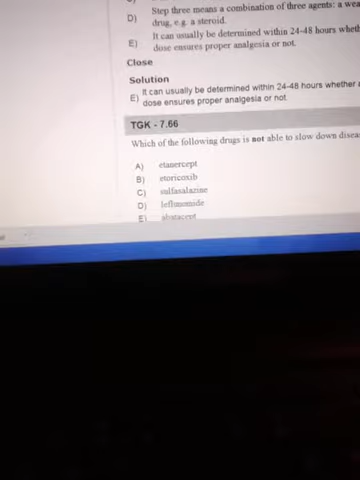 Step three means a combination of three agents: a
D) drug, e.g. a steroid.
It can usually be determined within 24-48 hours
E) dose ensures proper analgesia or not.
Close
Solution
It can usually be determined within 24-48 hours whether
E) dose ensures proper analgesia or not
TGK - 7.66
Which of the following drugs is not able to slow down
A) etanercept
B) etoricoxib
C) sulfasalazine
D) leflunomide
E) abatacept